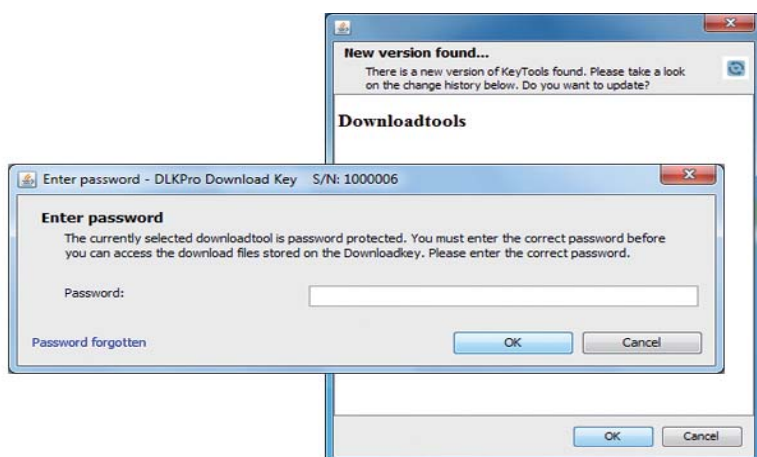 New version found...
There is a new version of KeyTools found. Please take a look
on the change history below. Do you want to update?
Downloadtools
Enter password - DLKPro Download Key S/N: 1000006
Enter password
The currently selected downloadtool is password protected. You must enter the correct password before
you can access the download files stored on the Downloadkey. Please enter the correct password.
Password:
Password forgotten
OK
Cancel
OK
Cancel